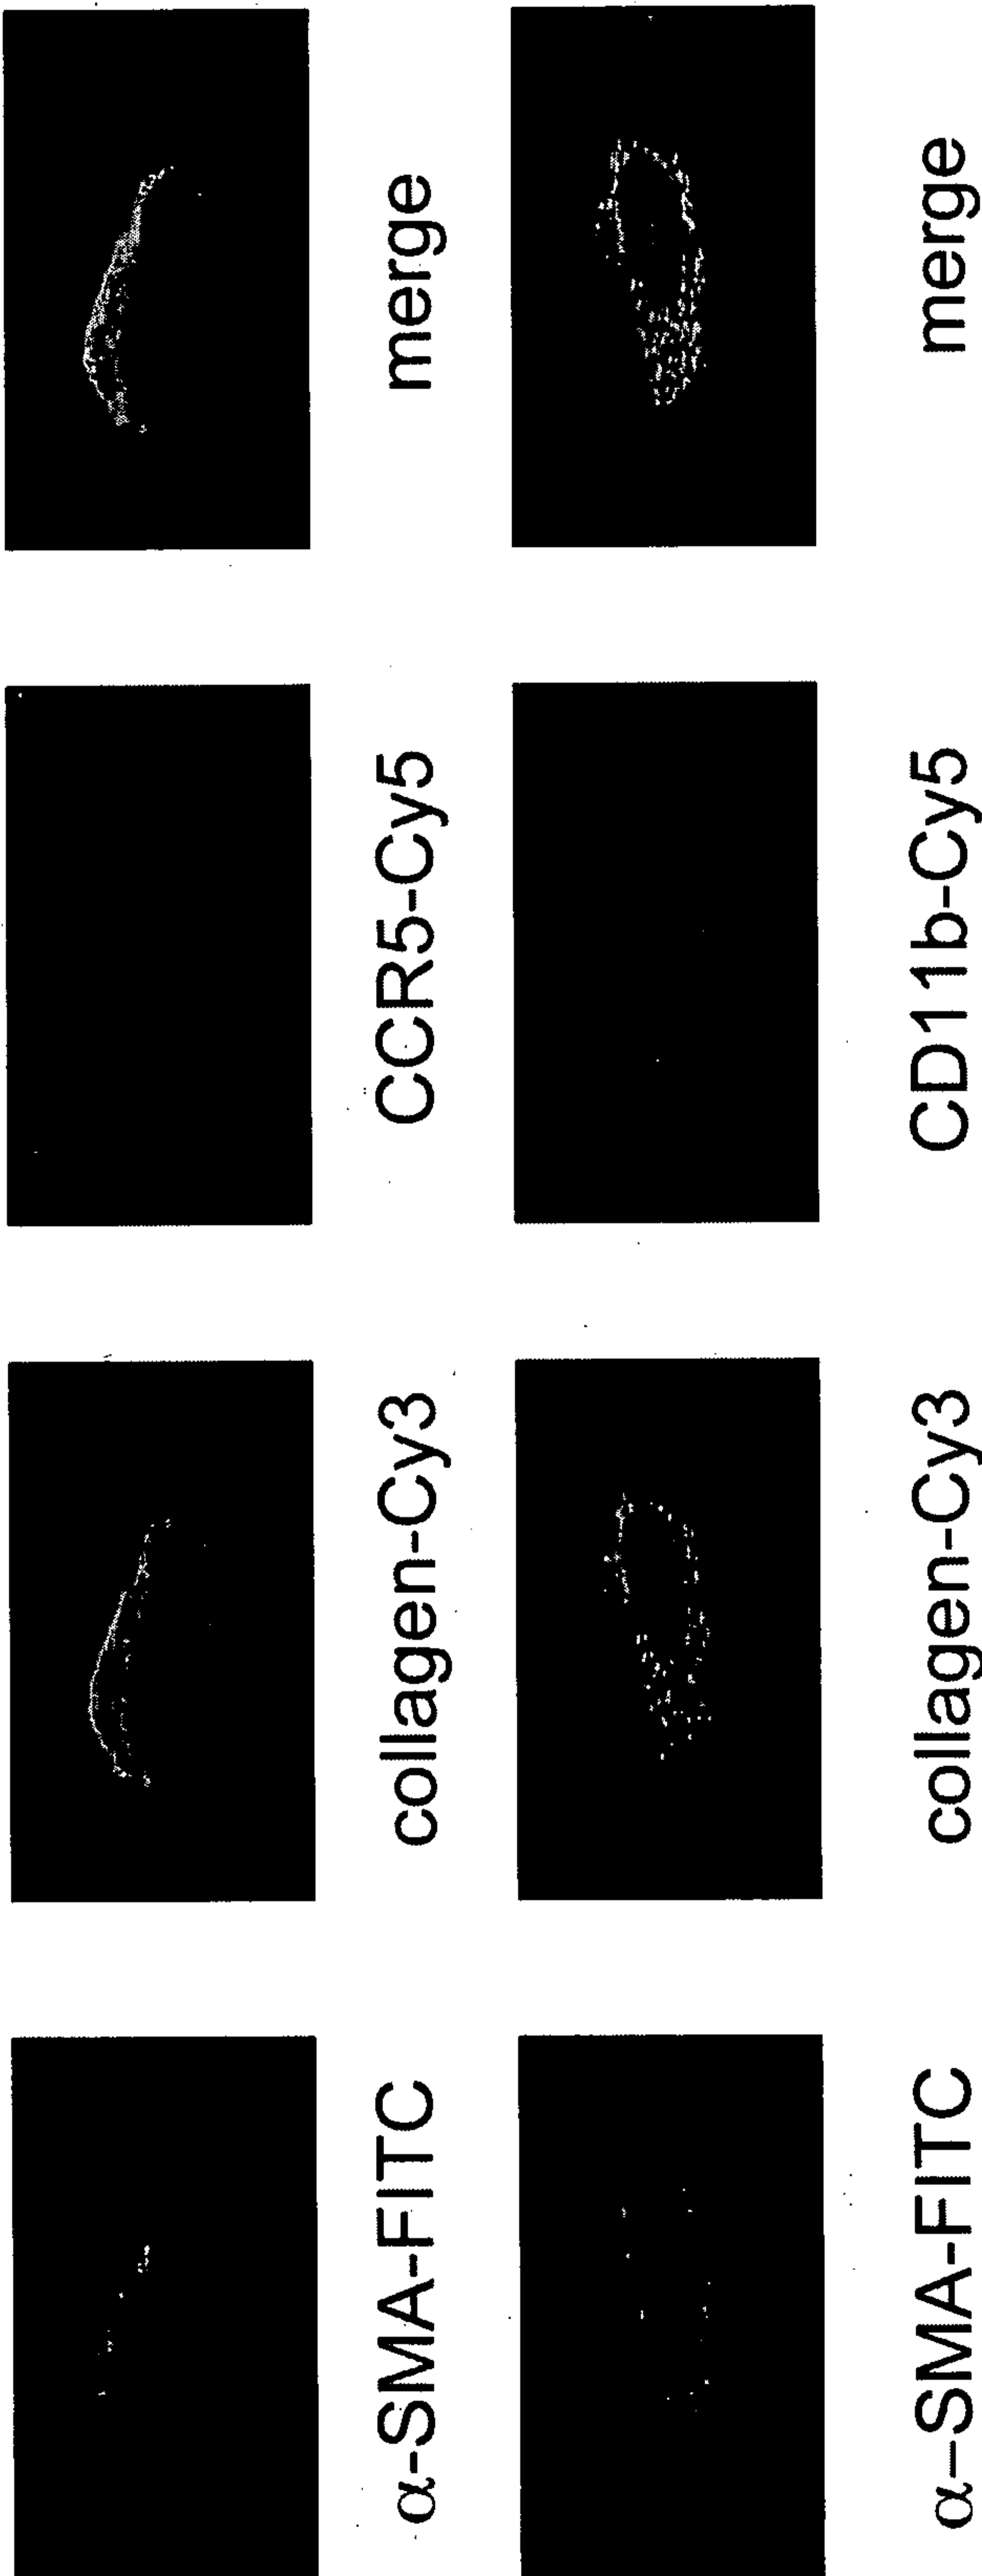 α-SMA-FITC
collagen-Cy3
CCR5-Cy5
merge
α–SMA-FITC
collagen-Cy3
CD11b-Cy5
merge